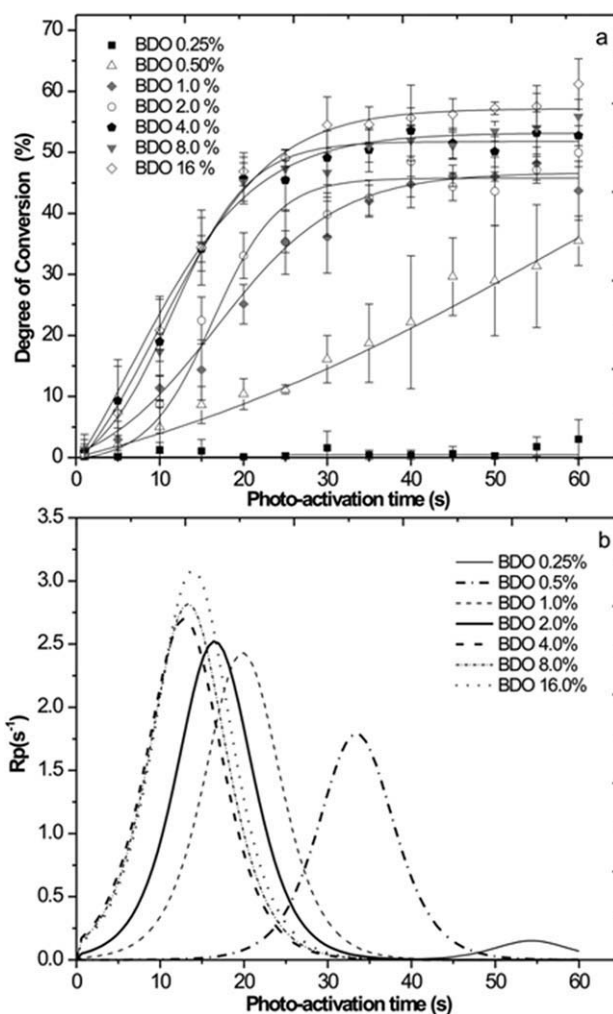 a
70
60
50
40
30
20
10
0
Degree of Conversion (%)
BDO 0.25%
BDO 0.50%
BDO 1.0 %
BDO 2.0 %
BDO 4.0 %
BDO 8.0 %
BDO 16 %
0 10 20 30 40 50 60
Photo-activation time (s)
b
3.5
3.0
2.5
2.0
1.5
1.0
0.5
0.0
Rp(s⁻¹)
BDO 0.25%
BDO 0.5%
BDO 1.0%
BDO 2.0%
BDO 4.0%
BDO 8.0%
BDO 16.0%
0 10 20 30 40 50 60
Photo-activation time (s)